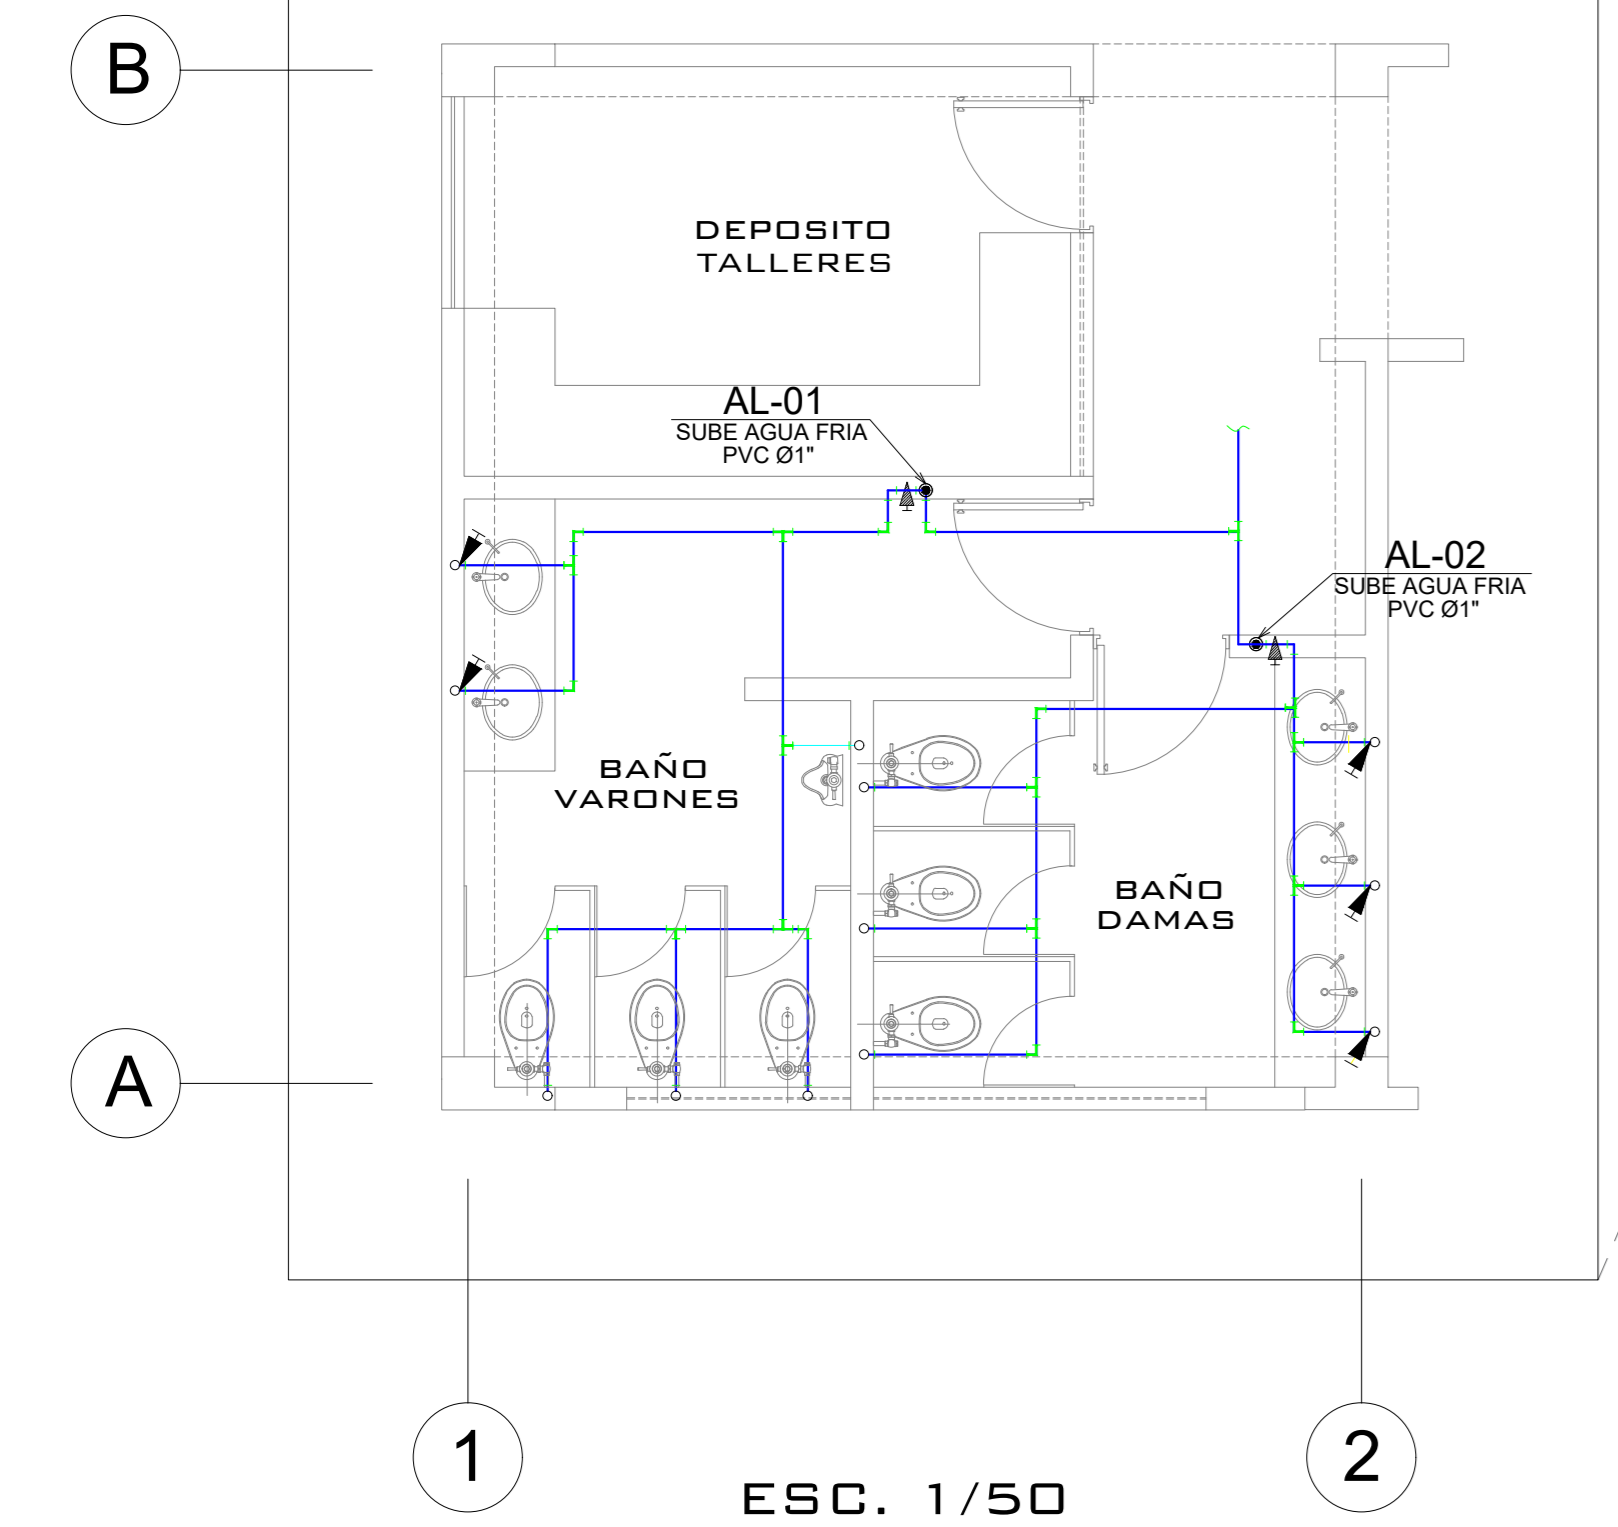 B
DEPOSITO
TALLERES
AL-01
SUBE AGUA FRIA
PVC Ø1"
AL-02
SUBE AGUA FRIA
PVC Ø1"
BAÑO
VARONES
BAÑO
DAMAS
A
1
2
ESC. 1/50